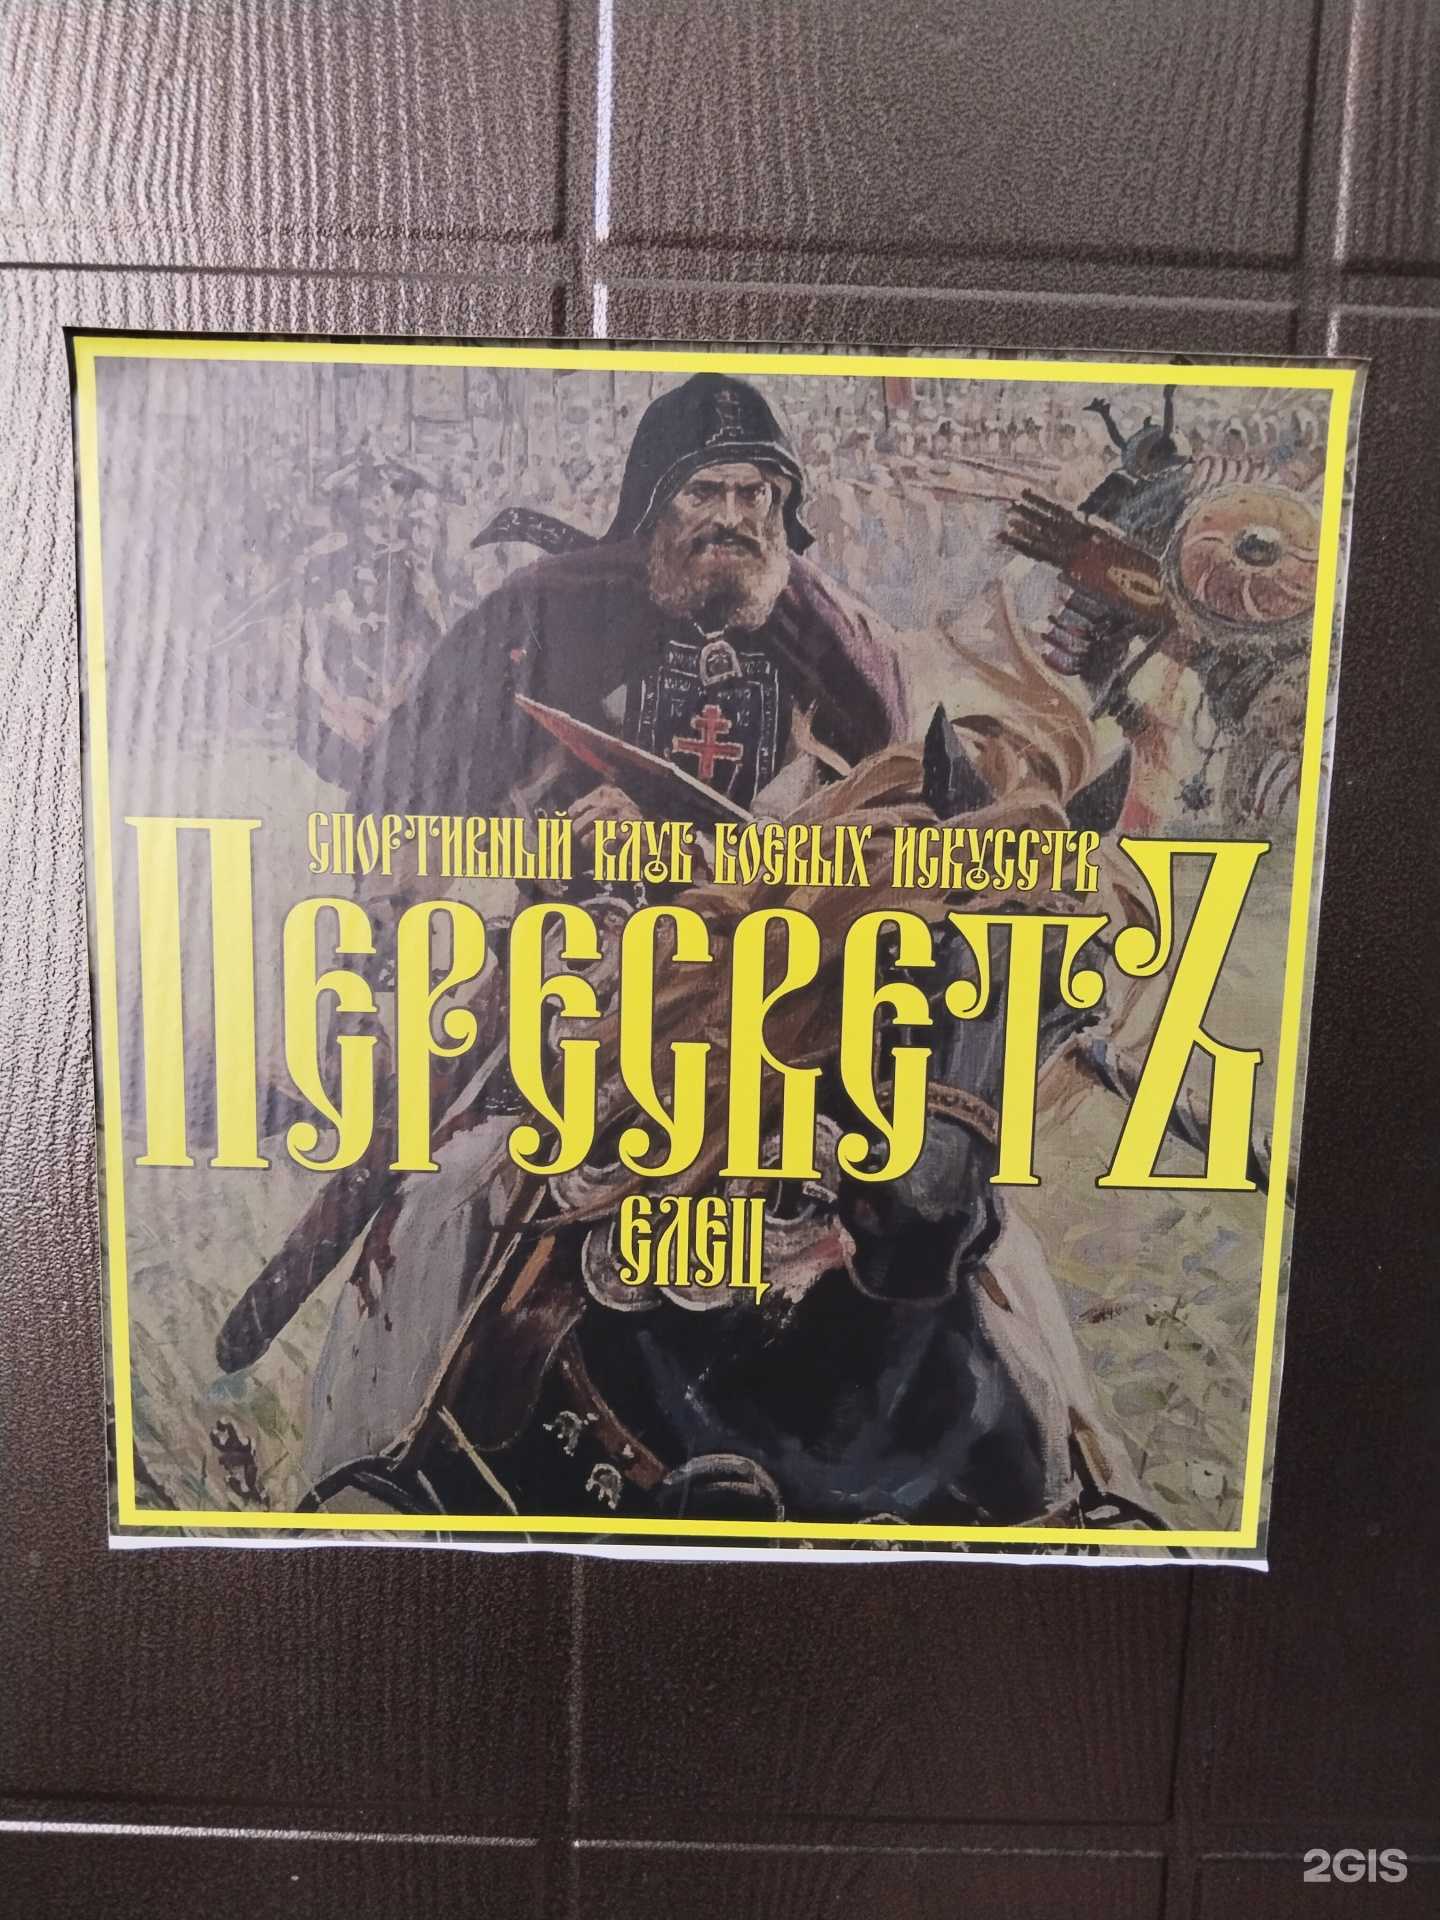 СПОРТИВНЫЙ КЛУБ БОЕВЫХ ИСКУССТВ
ПЕРЕСВЕТЪ
ЕЛЕЦ
2GIS